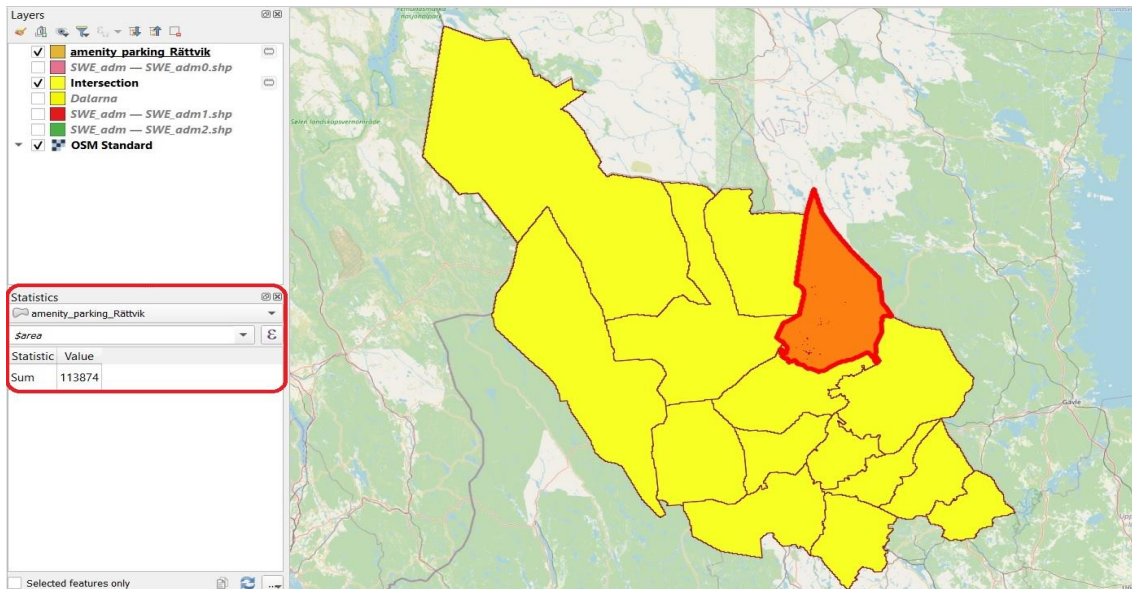 Layers
amenity_parking_Rättvik
SWE_adm — SWE_adm0.shp
Intersection
Dalarna
SWE_adm — SWE_adm1.shp
SWE_adm — SWE_adm2.shp
OSM Standard
Statistics
amenity_parking_Rättvik
$area
ε
Statistic Value
Sum 113874
Selected features only
...
nasjonalpark
Gävle